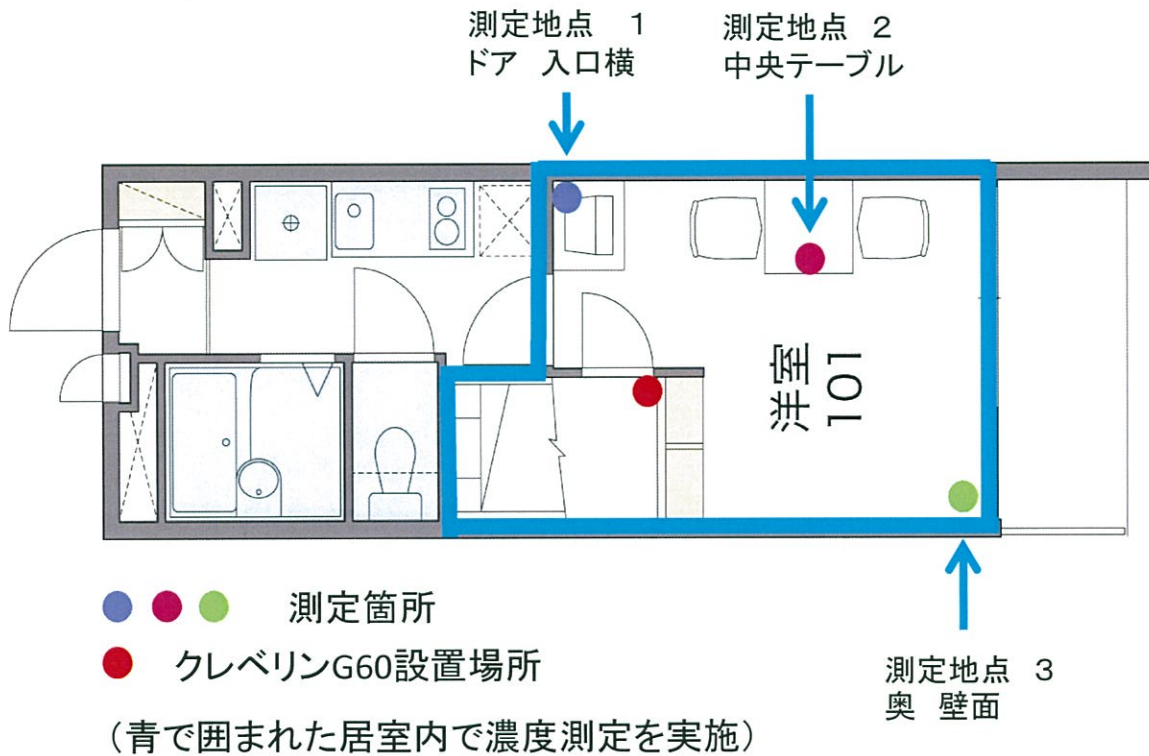 測定地点 1
ドア 入口横
測定地点 2
中央テーブル
洋室
101
測定箇所
クレベリンG60設置場所
測定地点 3
奥 壁面
(青で囲まれた居室内で濃度測定を実施)